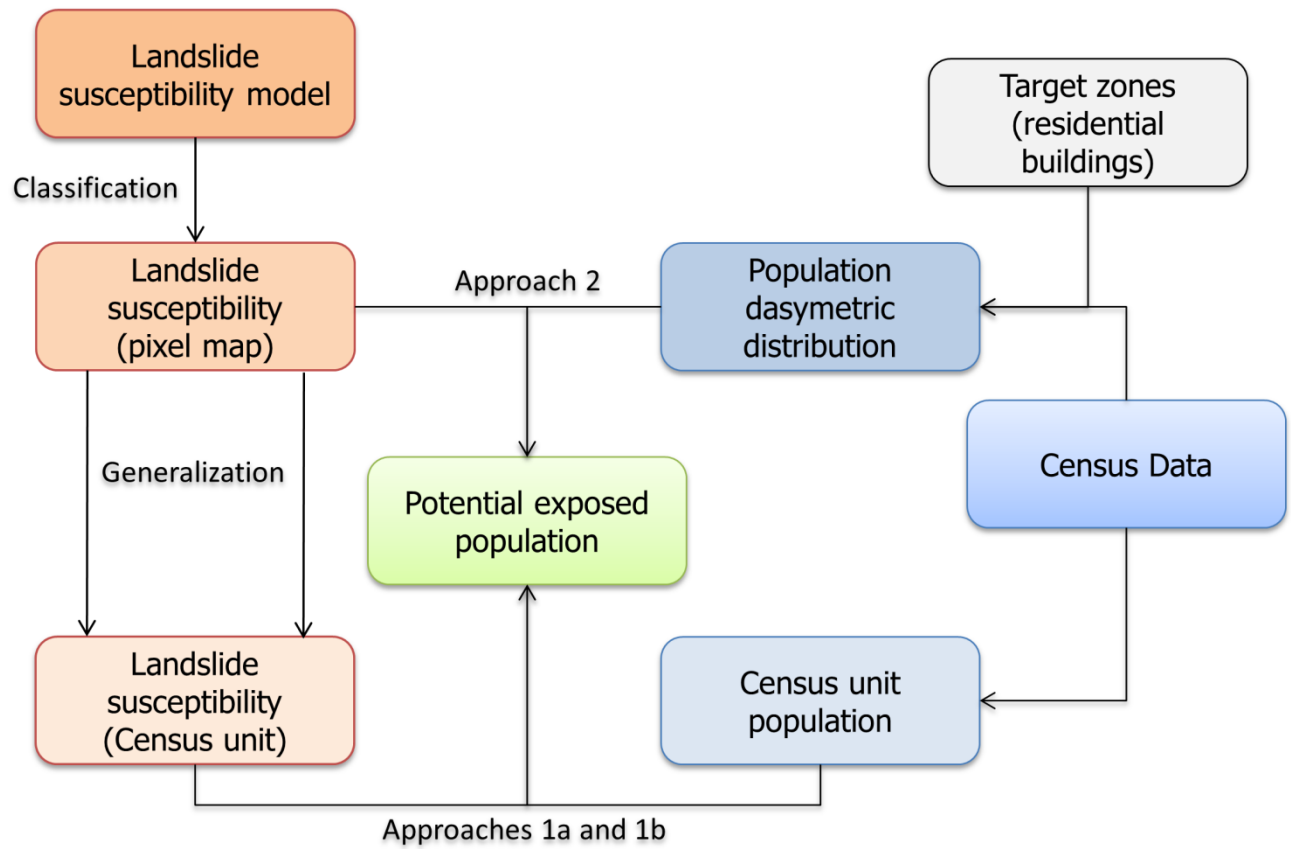 Landslide
susceptibility model
Target zones
(residential
buildings)
Classification
Landslide
susceptibility
(pixel map)
Approach 2
Population
dasymetric
distribution
Generalization
Potential exposed
population
Census Data
Landslide
susceptibility
(Census unit)
Census unit
population
Approaches 1a and 1b